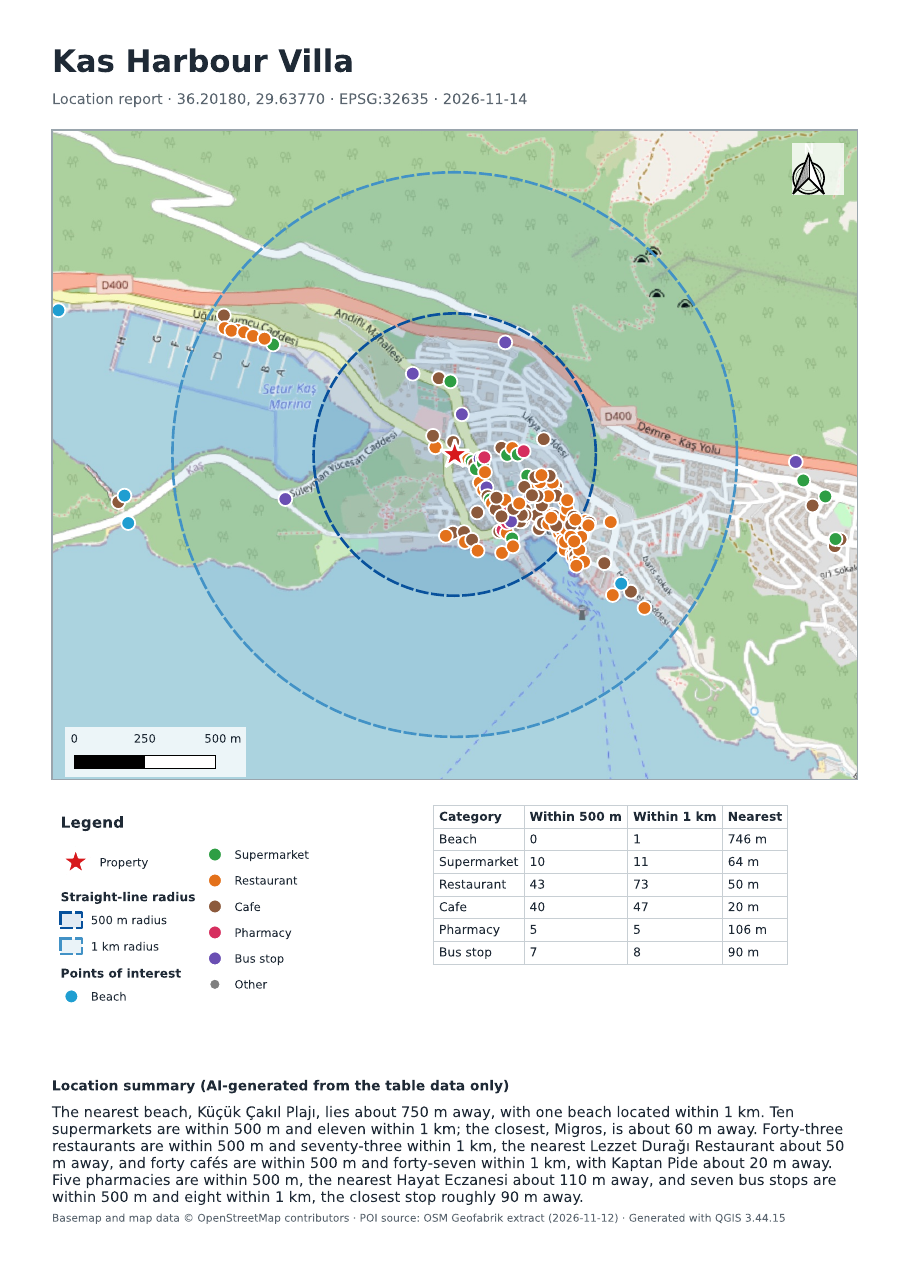 Kas Harbour Villa
Location report · 36.20180, 29.63770 · EPSG:32635 · 2026-11-14
D400
Andifli Mahallesi
H
G
F
E
D
C
B
A
Setur Kaş
Marina
Likya Caddesi
D400
Demre - Kaş Yolu
Kaş
Süleyman Yücesan Caddesi
0 250 500 m
Legend
Property
Straight-line radius
500 m radius
1 km radius
Points of interest
Beach
Supermarket
Restaurant
Cafe
Pharmacy
Bus stop
Other
Category Within 500 m Within 1 km Nearest
Beach 0 1 746 m
Supermarket 10 11 64 m
Restaurant 43 73 50 m
Cafe 40 47 20 m
Pharmacy 5 5 106 m
Bus stop 7 8 90 m
Location summary (AI-generated from the table data only)
The nearest beach, Küçük Çakıl Plajı, lies about 750 m away, with one beach located within 1 km. Ten
supermarkets are within 500 m and eleven within 1 km; the closest, Migros, is about 60 m away. Forty-three
restaurants are within 500 m and seventy-three within 1 km, the nearest Lezzet Durağı Restaurant about 50
m away, and forty cafés are within 500 m and forty-seven within 1 km, with Kaptan Pide about 20 m away.
Five pharmacies are within 500 m, the nearest Hayat Eczanesi about 110 m away, and seven bus stops are
within 500 m and eight within 1 km, the closest stop roughly 90 m away.
Basemap and map data © OpenStreetMap contributors · POI source: OSM Geofabrik extract (2026-11-12) · Generated with QGIS 3.44.15